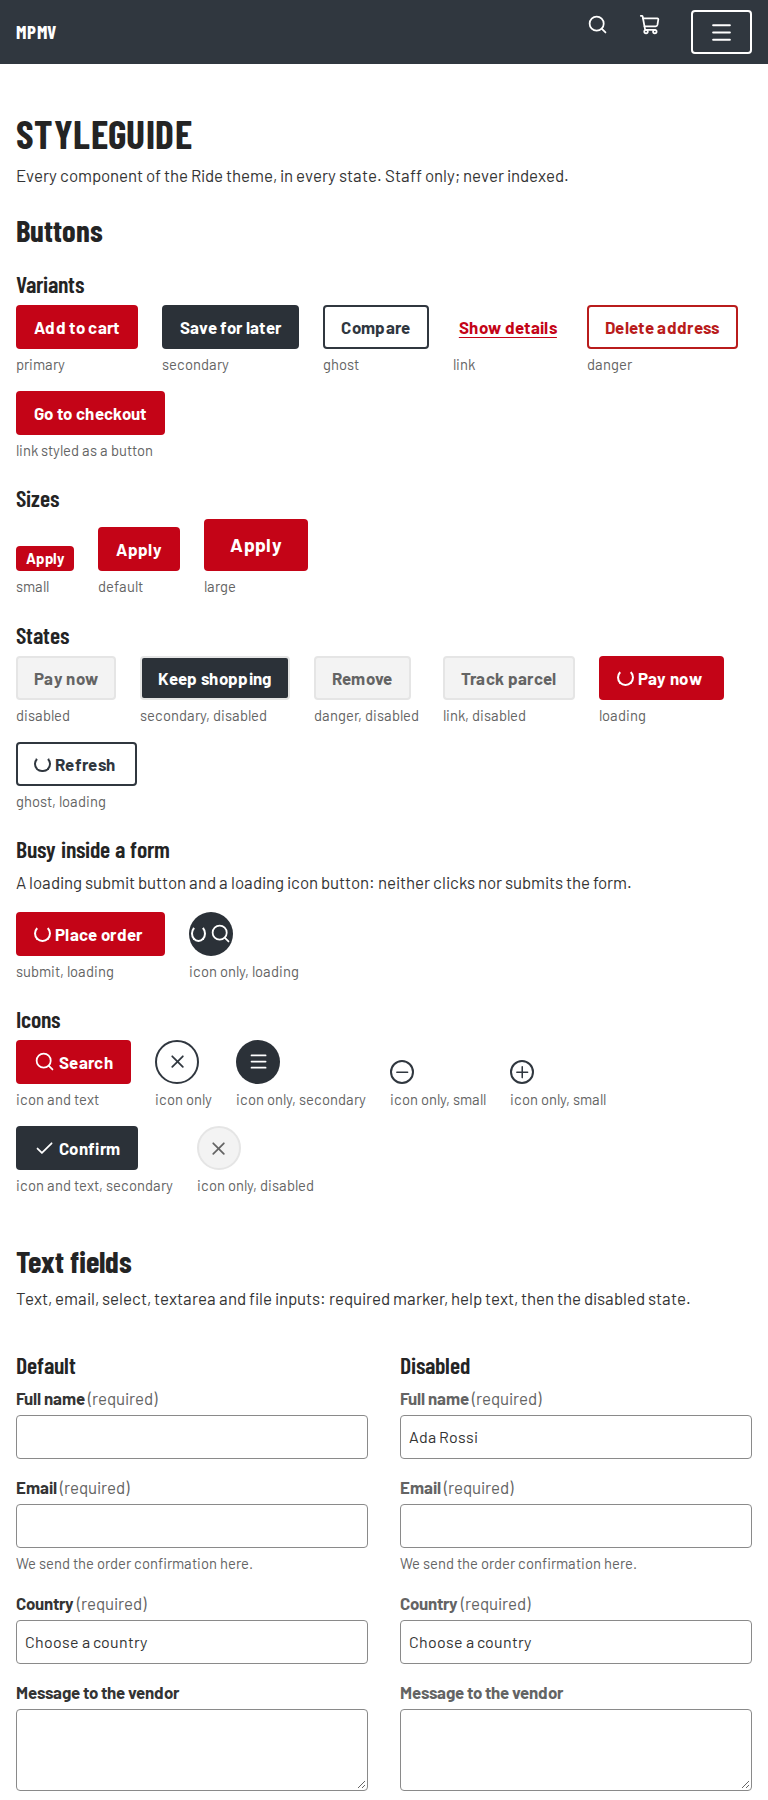 MPMV
STYLEGUIDE
Every component of the Ride theme, in every state. Staff only; never indexed.
Buttons
Variants
Add to cart Save for later Compare Show details Delete address
primary secondary ghost link danger
Go to checkout
link styled as a button
Sizes
Apply Apply Apply
small default large
States
Pay now Keep shopping Remove Track parcel Pay now
disabled secondary, disabled danger, disabled link, disabled loading
Refresh
ghost, loading
Busy inside a form
A loading submit button and a loading icon button: neither clicks nor submits the form.
Place order
submit, loading icon only, loading
Icons
Search
icon and text icon only icon only, secondary icon only, small icon only, small
Confirm
icon and text, secondary icon only, disabled
Text fields
Text, email, select, textarea and file inputs: required marker, help text, then the disabled state.
Default Disabled
Full name (required) Full name (required)
Ada Rossi
Email (required) Email (required)
We send the order confirmation here. We send the order confirmation here.
Country (required) Country (required)
Choose a country Choose a country
Message to the vendor Message to the vendor